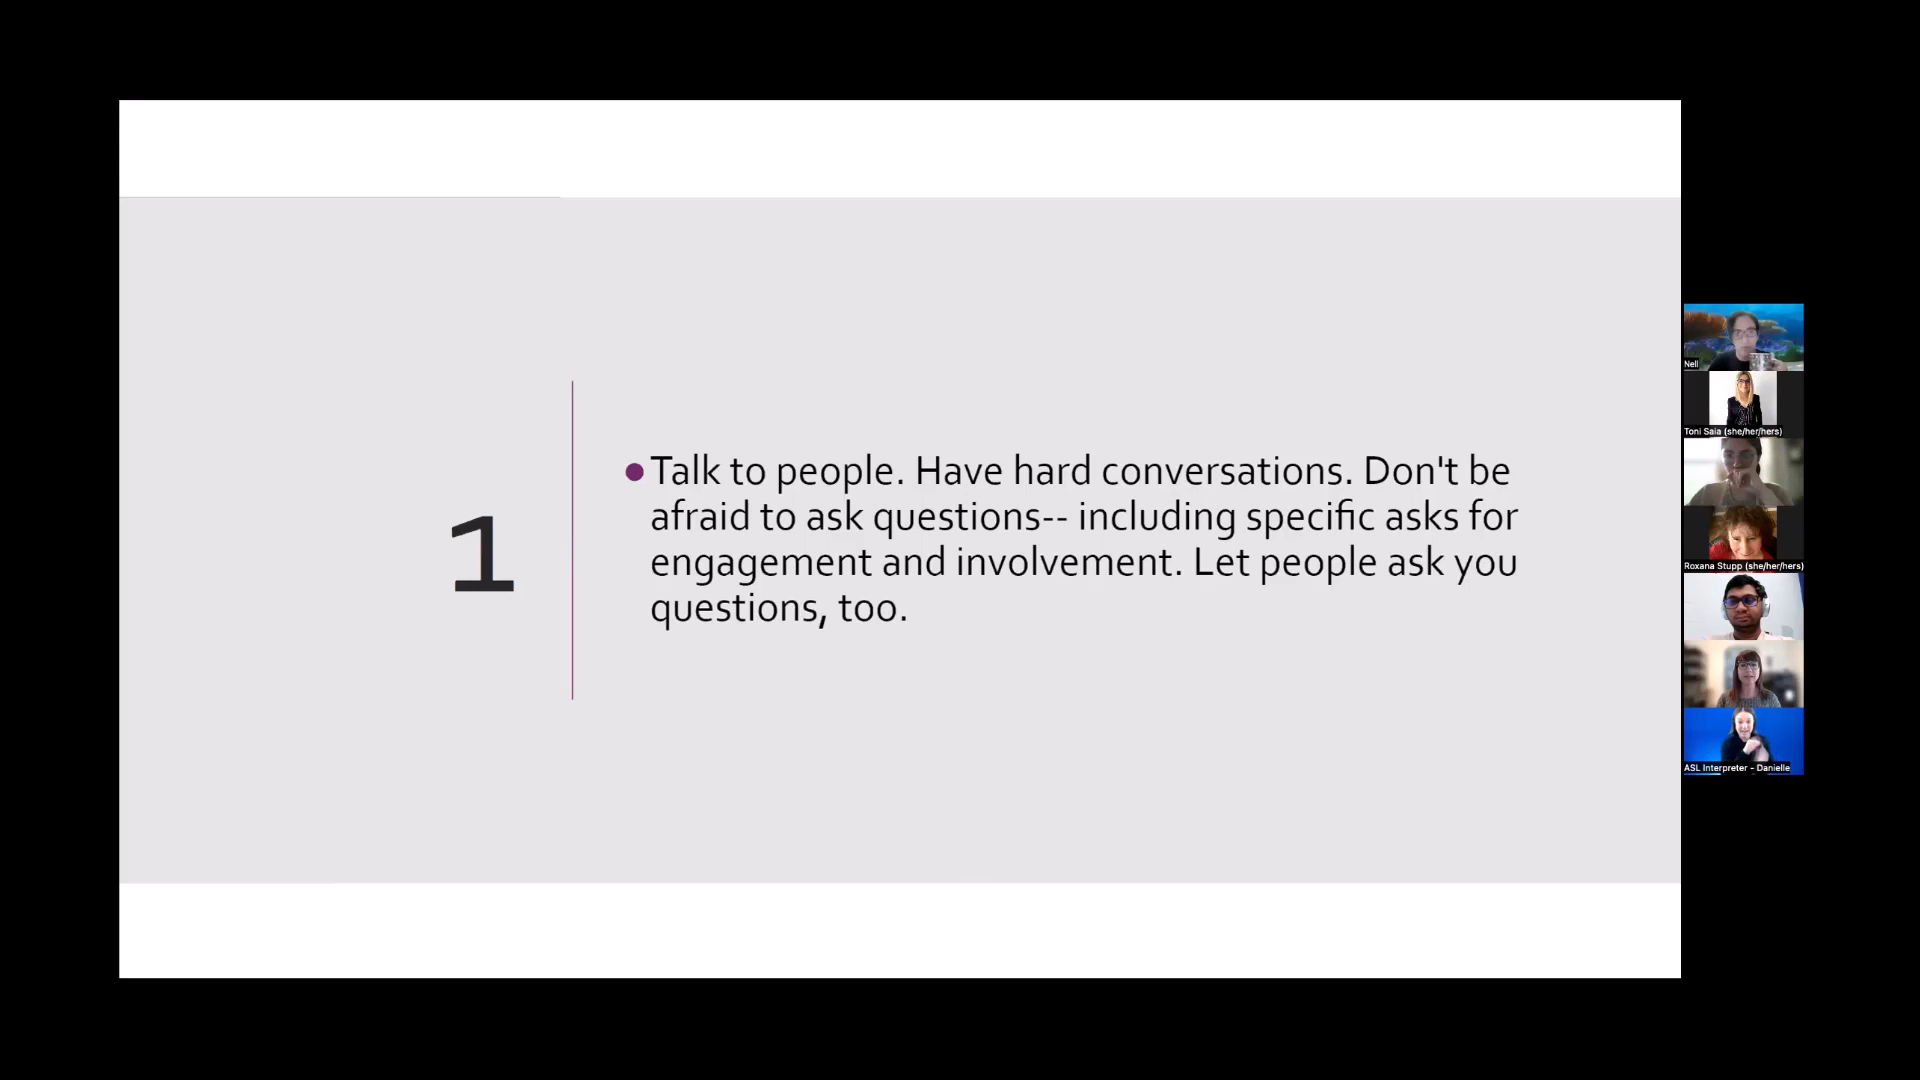 1
Talk to people. Have hard conversations. Don't be
afraid to ask questions-- including specific asks for
engagement and involvement. Let people ask you
questions, too.
Nell
Toni Saia (she/her/hers)
Roxana Stupp (she/her/hers)
ASL Interpreter - Danielle